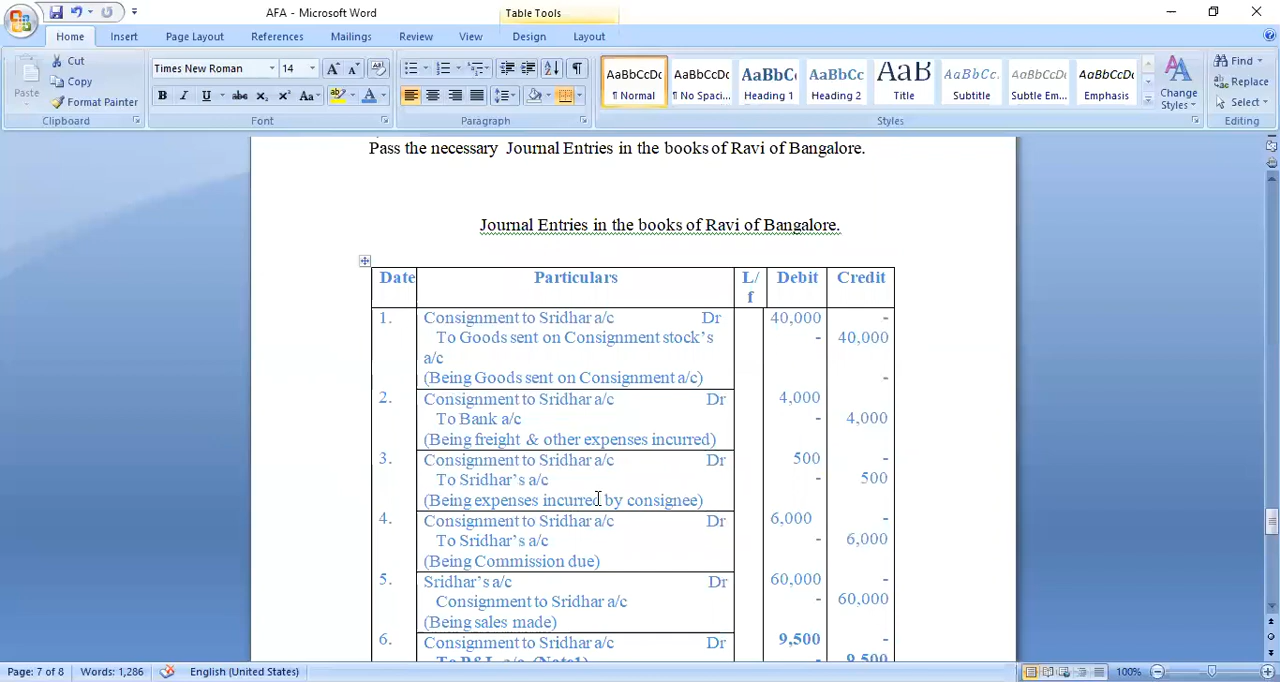 AFA - Microsoft Word
Table Tools
Home Insert Page Layout References Mailings Review View Design Layout
Paste
Cut
Copy
Format Painter
Clipboard
Times New Roman 14
Font
Paragraph
AaBbCcDc AaBbCcDc AaBbCc AaBbCc AaB AaBbCc. AaBbCcDc AaBbCcDc
¶ Normal ¶ No Spaci... Heading 1 Heading 2 Title Subtitle Subtle Em... Emphasis
Change Styles
Styles
Find
Replace
Select
Editing
Pass the necessary Journal Entries in the books of Ravi of Bangalore.
Journal Entries in the books of Ravi of Bangalore.
Date Particulars L/ Debit Credit
f
1. Consignment to Sridhar a/c Dr 40,000 -
To Goods sent on Consignment stock's - 40,000
a/c
(Being Goods sent on Consignment a/c) -
2. Consignment to Sridhar a/c Dr 4,000
To Bank a/c - 4,000
(Being freight & other expenses incurred)
3. Consignment to Sridhar a/c Dr 500 -
To Sridhar's a/c - 500
(Being expenses incurred by consignee)
4. Consignment to Sridhar a/c Dr 6,000 -
To Sridhar's a/c - 6,000
(Being Commission due)
5. Sridhar's a/c Dr 60,000 -
Consignment to Sridhar a/c - 60,000
(Being sales made)
6. Consignment to Sridhar a/c Dr 9,500 -
To P&L a/c (Note1) - 9,500
Page: 7 of 8 Words: 1,286 English (United States) 100%